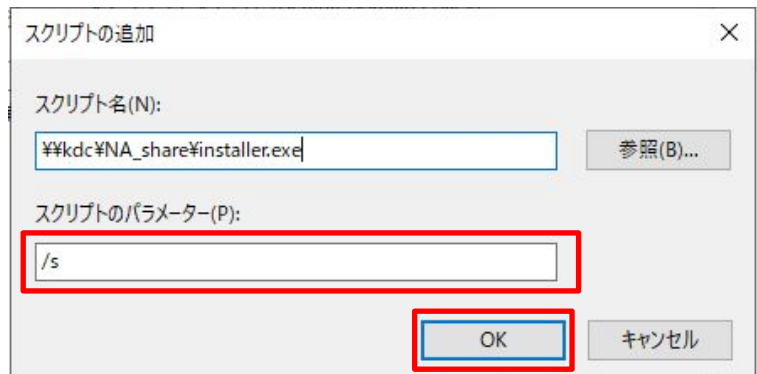 スクリプトの追加
スクリプト名(N):
¥¥kdc¥NA_share¥installer.exe
参照(B)...
スクリプトのパラメーター(P):
/s
OK
キャンセル